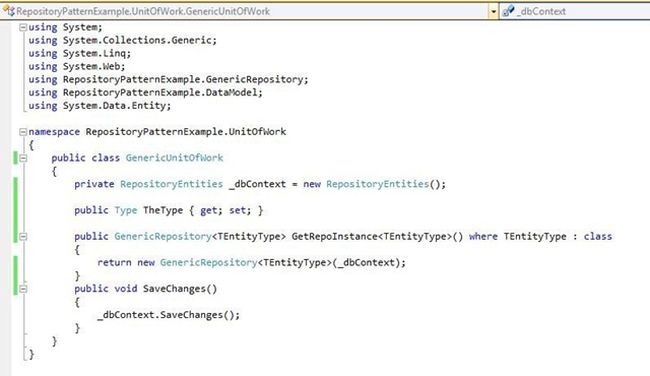 RepositoryPatternExample.UnitOfWork.GenericUnitOfWork
_dbContext
using System;
using System.Collections.Generic;
using System.Linq;
using System.Web;
using RepositoryPatternExample.GenericRepository;
using RepositoryPatternExample.DataModel;
using System.Data.Entity;
namespace RepositoryPatternExample.UnitOfWork
{
public class GenericUnitOfWork
{
private RepositoryEntities _dbContext = new RepositoryEntities();
public Type TheType { get; set; }
public GenericRepository<TEntityType> GetRepoInstance<TEntityType>() where TEntityType : class
{
return new GenericRepository<TEntityType>(_dbContext);
}
public void SaveChanges()
{
_dbContext.SaveChanges();
}
}
}